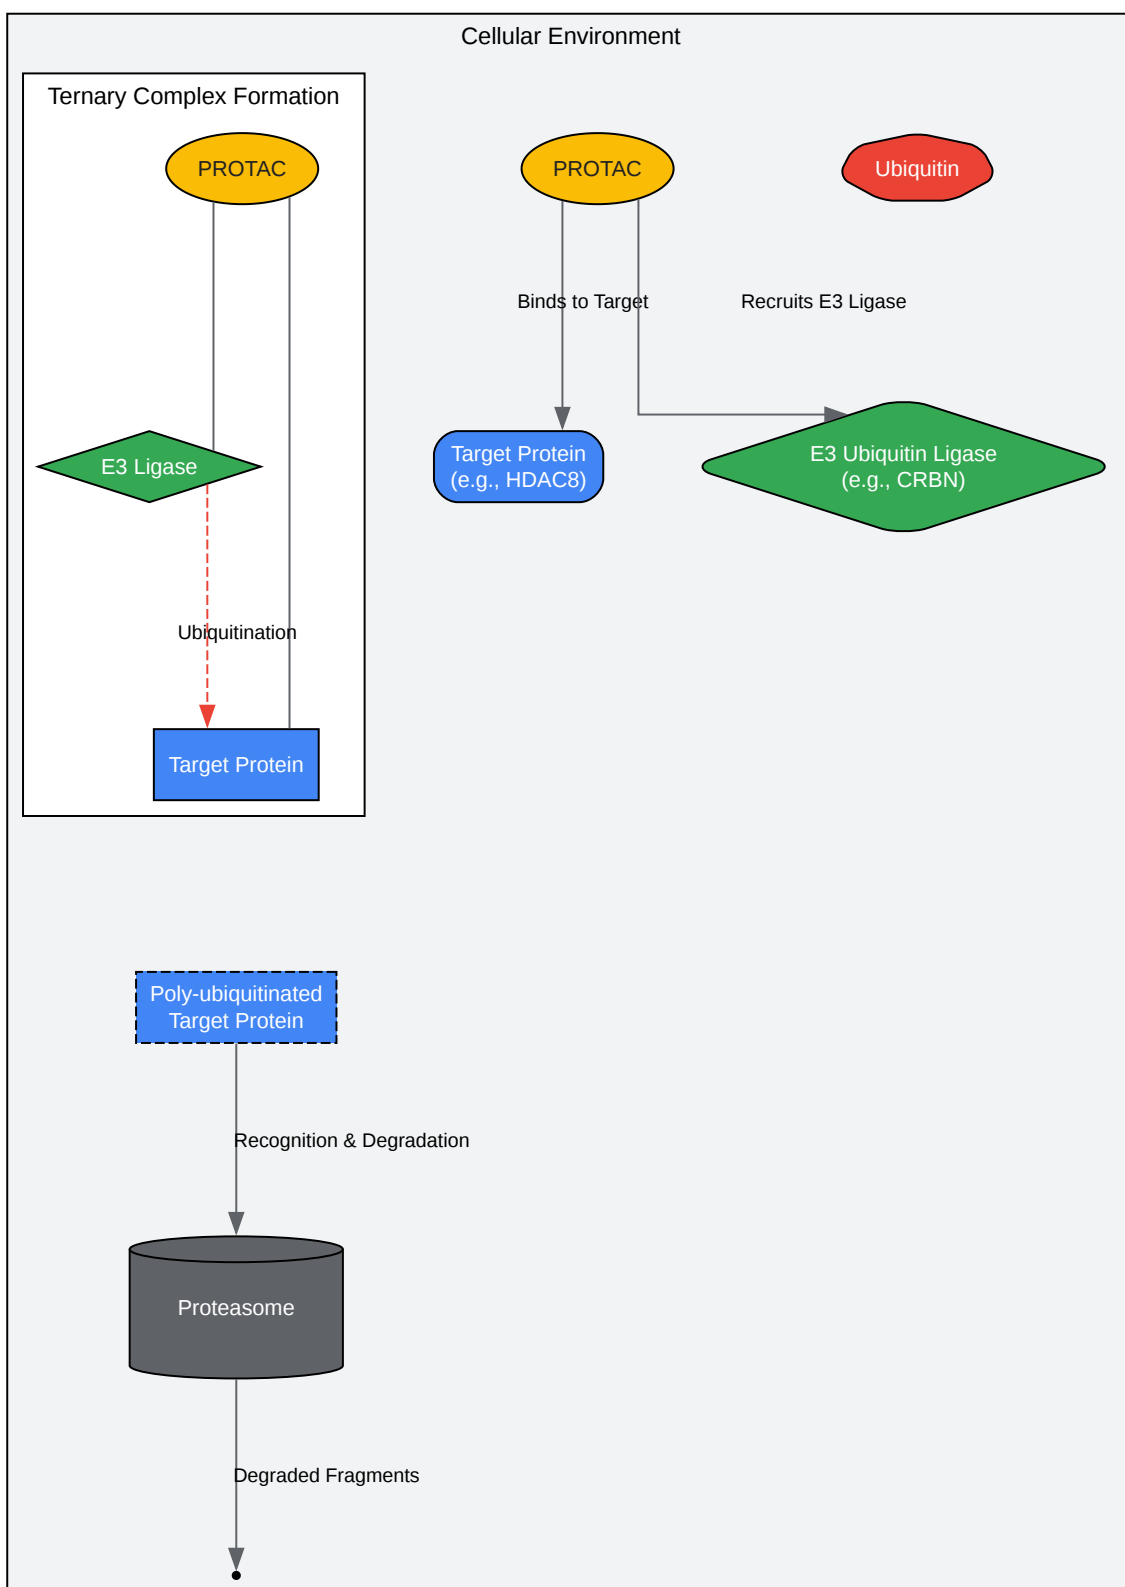 Cellular Environment
Ternary Complex Formation
PROTAC
E3 Ligase
Ubiquitination
Target Protein
PROTAC
Ubiquitin
Binds to Target
Recruits E3 Ligase
Target Protein
(e.g., HDAC8)
E3 Ubiquitin Ligase
(e.g., CRBN)
Poly-ubiquitinated
Target Protein
Recognition & Degradation
Proteasome
Degraded Fragments